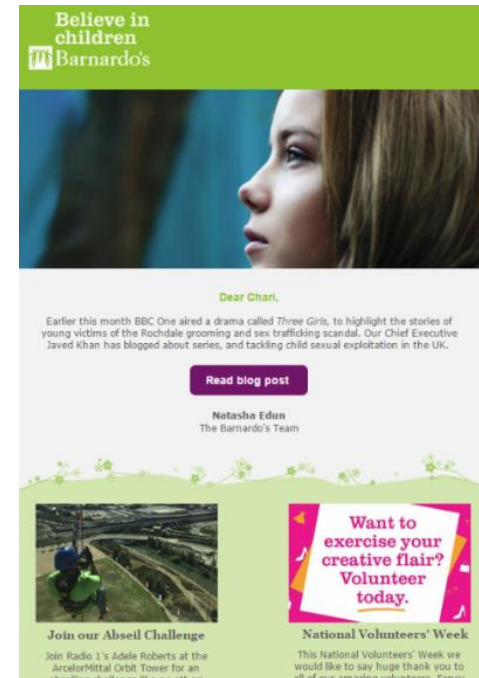 Believe in
children
Barnardo's
Dear Chari,
Earlier this month BBC One aired a drama called Three Girls, to highlight the stories of
young victims of the Rochdale grooming and sex trafficking scandal. Our Chief Executive
Javed Khan has blogged about series, and tackling child sexual exploitation in the UK.
Read blog post
Natasha Edun
The Barnardo's Team
Join our Abseil Challenge
Join Radio 1's Adele Roberts at the
ArcelorMittal Orbit Tower for an
Want to
exercise your
creative flair?
Volunteer
today.
National Volunteers' Week
This National Volunteers' Week we
would like to say huge thank you to
all of our amazing volunteers. Fancy